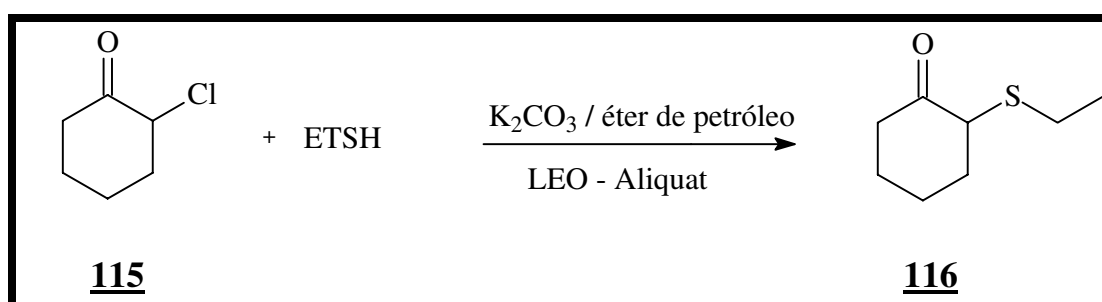 O
Cl
+ ETSH
K₂CO₃ / éter de petróleo
LEO - Aliquat
O
S
115
116